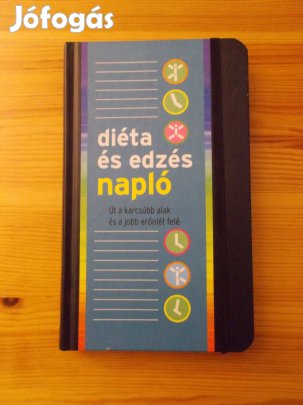 Jófogás
diéta
és edzés
napló
Út a karcsúbb alak
és a jobb erőnlét felé